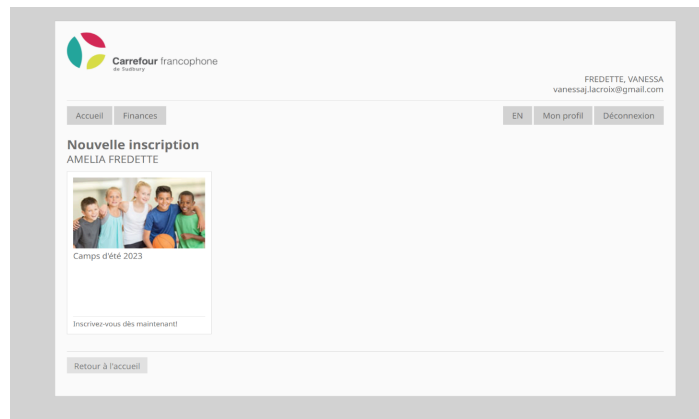 Carrefour francophone
de Sudbury
FREDETTE, VANESSA
vanessaj.lacroix@gmail.com
Accueil Finances EN Mon profil Déconnexion
Nouvelle inscription
AMELIA FREDETTE
Camps d'été 2023
Inscrivez-vous dès maintenant!
Retour à l'accueil